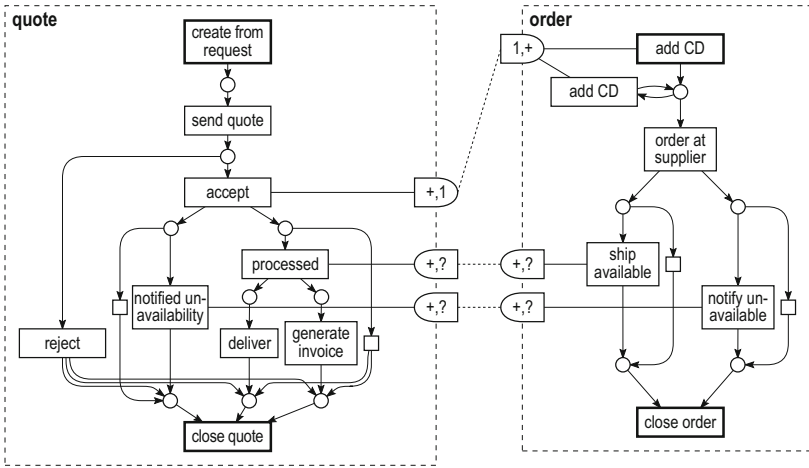 quote
create from
request
send quote
accept
+,1
processed
+,?
notified un-
availability
+,?
reject
deliver
generate
invoice
close quote
order
1,+
add CD
add CD
order at
supplier
+,?
ship
available
+,?
notify un-
available
close order